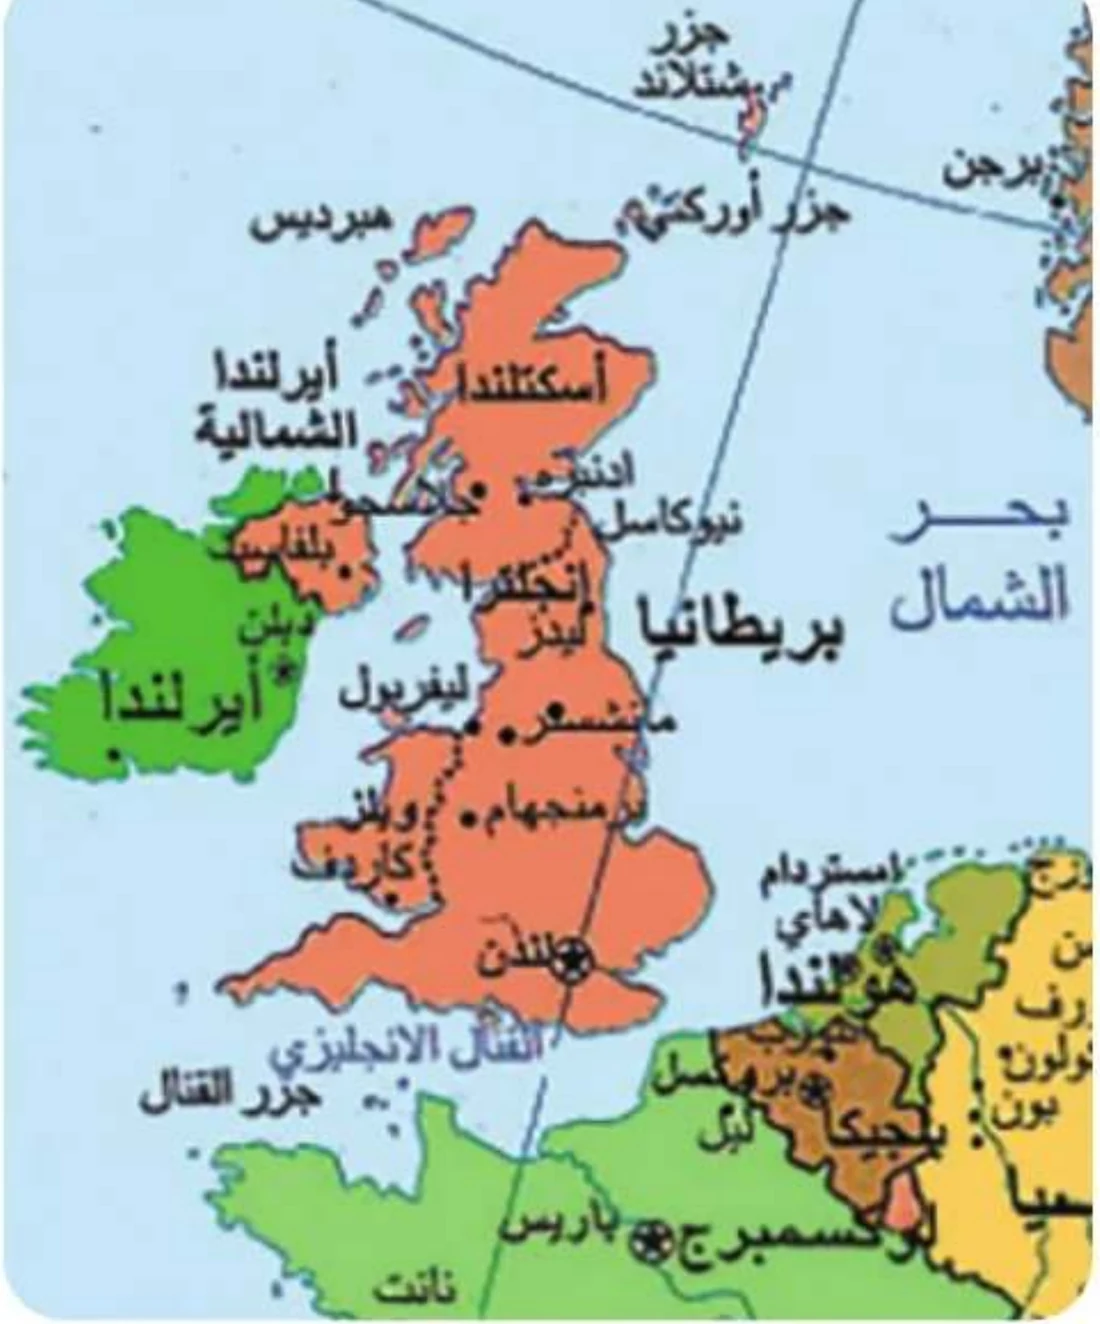 جزر
شتلاند
برجن
جزر أوركني
هبرديس
أسكتلندا
أيرلندا
الشمالية
ادنبره
جلاسجو
نيوكاسل
بحر
الشمال
بلفاست
إنجلترا
دبلن
ليدز
بريطانيا
أيرلندا
ليفربول
مانشستر
برمنجهام
ويلز
كاردف
امستردام
لاهاي
هولندا
لندن
القنال الانجليزي
جزر القنال
بروكسل
كولون
بون
ليل
بلجيكا
باريس
لوكسمبرج
نانت